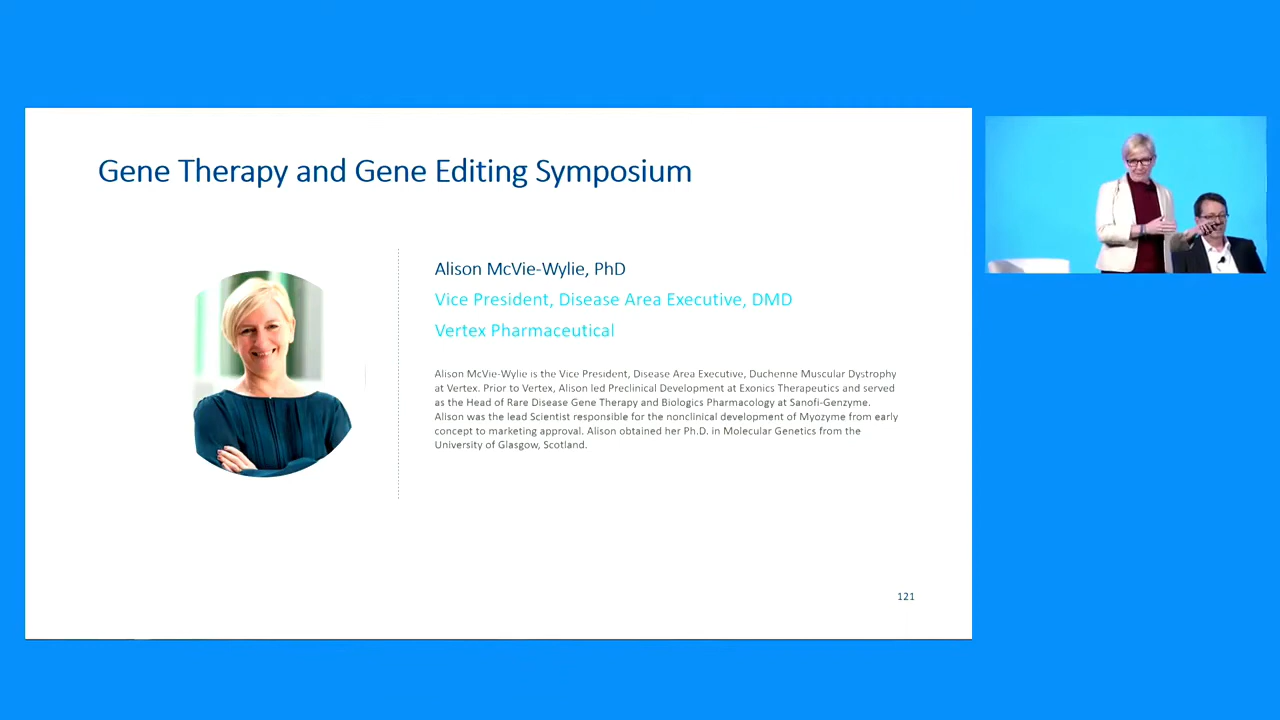 Gene Therapy and Gene Editing Symposium
Alison McVie-Wylie, PhD
Vice President, Disease Area Executive, DMD
Vertex Pharmaceutical
Alison McVie-Wylie is the Vice President, Disease Area Executive, Duchenne Muscular Dystrophy
at Vertex. Prior to Vertex, Alison led Preclinical Development at Exonics Therapeutics and served
as the Head of Rare Disease Gene Therapy and Biologics Pharmacology at Sanofi-Genzyme.
Alison was the lead Scientist responsible for the nonclinical development of Myozyme from early
concept to marketing approval. Alison obtained her Ph.D. in Molecular Genetics from the
University of Glasgow, Scotland.
121